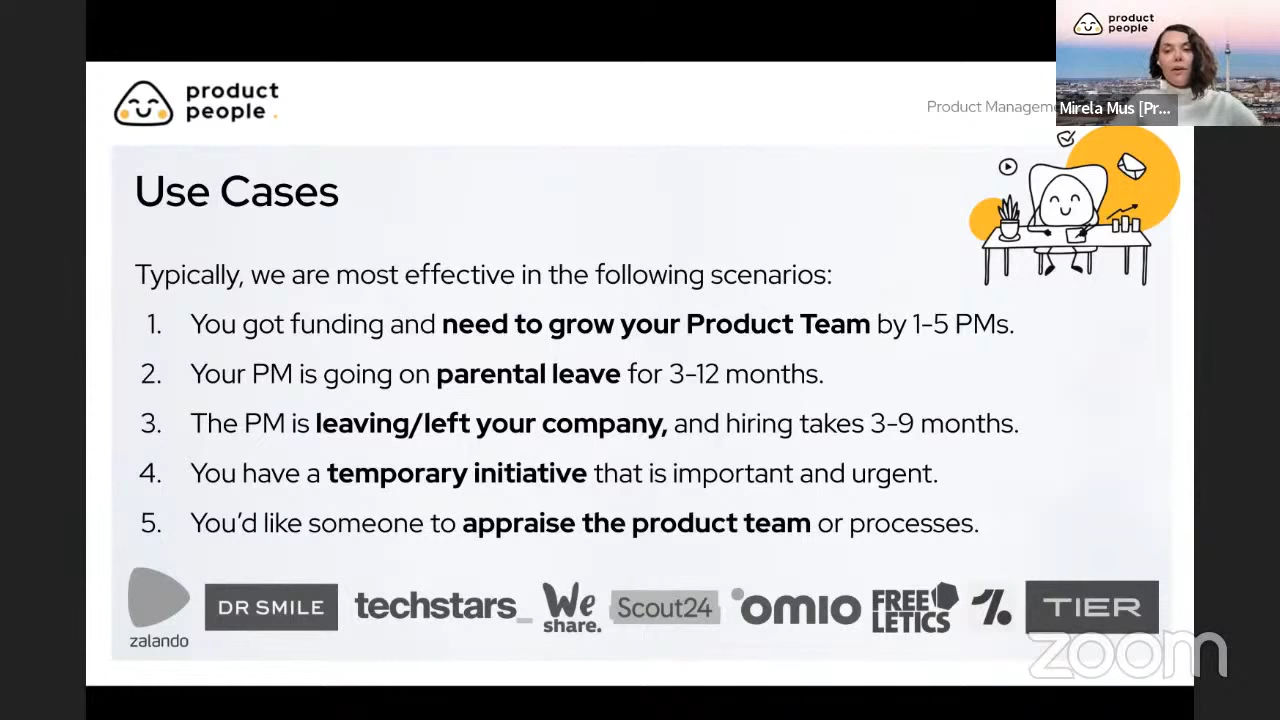 product
people
product
people.
Product Manageme
Mirela Mus [Pr...
Use Cases
Typically, we are most effective in the following scenarios:
1. You got funding and need to grow your Product Team by 1-5 PMs.
2. Your PM is going on parental leave for 3-12 months.
3. The PM is leaving/left your company, and hiring takes 3-9 months.
4. You have a temporary initiative that is important and urgent.
5. You’d like someone to appraise the product team or processes.
zalando
DR SMILE
techstars_
We
share.
Scout24
omio
FREE
LETICS
TIER
zoom